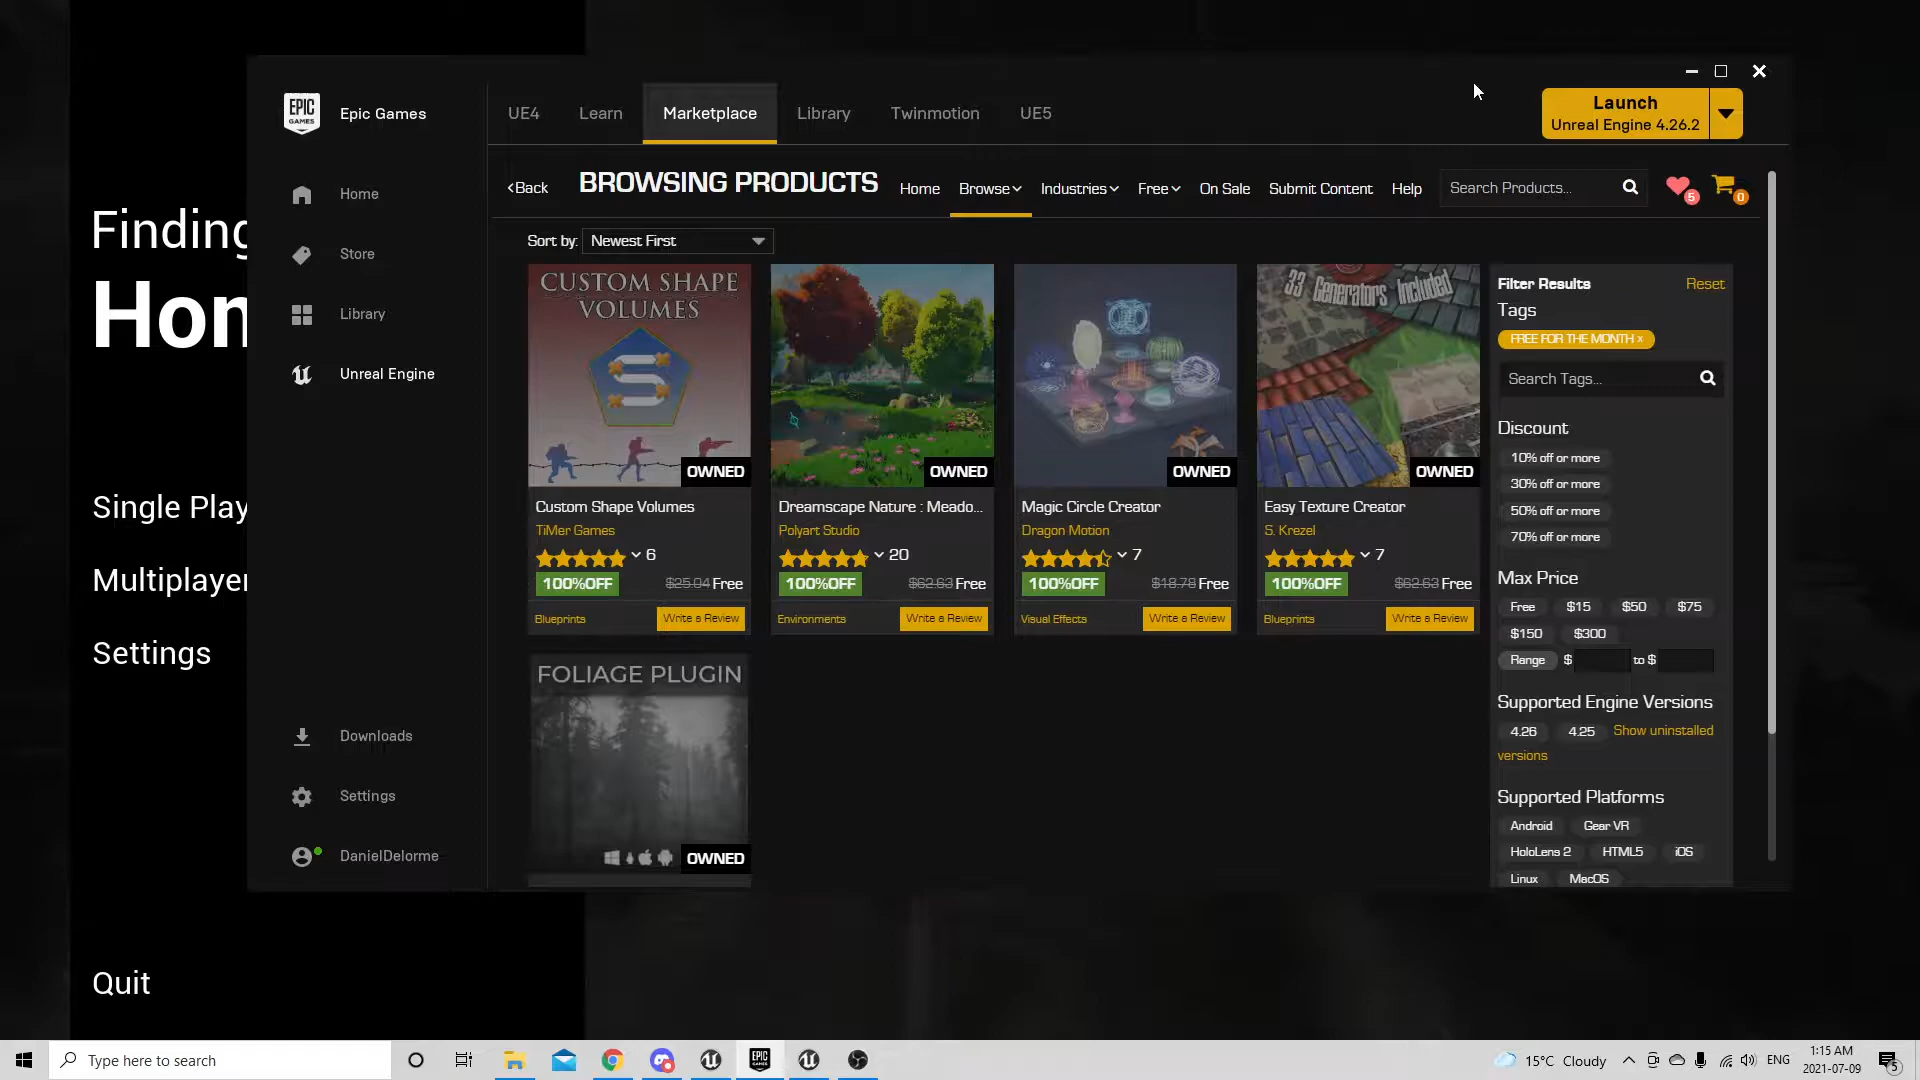 Finding
Hon
Single Play
Multiplayer
Settings
Quit
EPIC
GAMES
Epic Games
Home
Store
Library
Unreal Engine
Downloads
Settings
DanielDelorme
UE4
Learn
Marketplace
Library
Twinmotion
UE5
Launch
Unreal Engine 4.26.2
Back
BROWSING PRODUCTS
Home
Browse
Industries
Free
On Sale
Submit Content
Help
Search Products...
5
0
Sort by:
Newest First
CUSTOM SHAPE
VOLUMES
OWNED
Custom Shape Volumes
TiMer Games
6
100%OFF
$25.04 Free
Blueprints
Write a Review
OWNED
Dreamscape Nature : Meado...
Polyart Studio
20
100%OFF
$62.63 Free
Environments
Write a Review
OWNED
Magic Circle Creator
Dragon Motion
7
100%OFF
$18.78 Free
Visual Effects
Write a Review
33 Generators Included
OWNED
Easy Texture Creator
S. Krezel
7
100%OFF
$62.63 Free
Blueprints
Write a Review
FOLIAGE PLUGIN
OWNED
Filter Results
Reset
Tags
FREE FOR THE MONTH x
Search Tags...
Discount
10% off or more
30% off or more
50% off or more
70% off or more
Max Price
Free $15 $50 $75
$150 $300
Range $ to $
Supported Engine Versions
4.26 4.25 Show uninstalled
versions
Supported Platforms
Android Gear VR
HoloLens 2 HTML5 iOS
Linux MacOS
Type here to search
EPIC
GAMES
15°C Cloudy
ENG
1:15 AM
2021-07-09
5